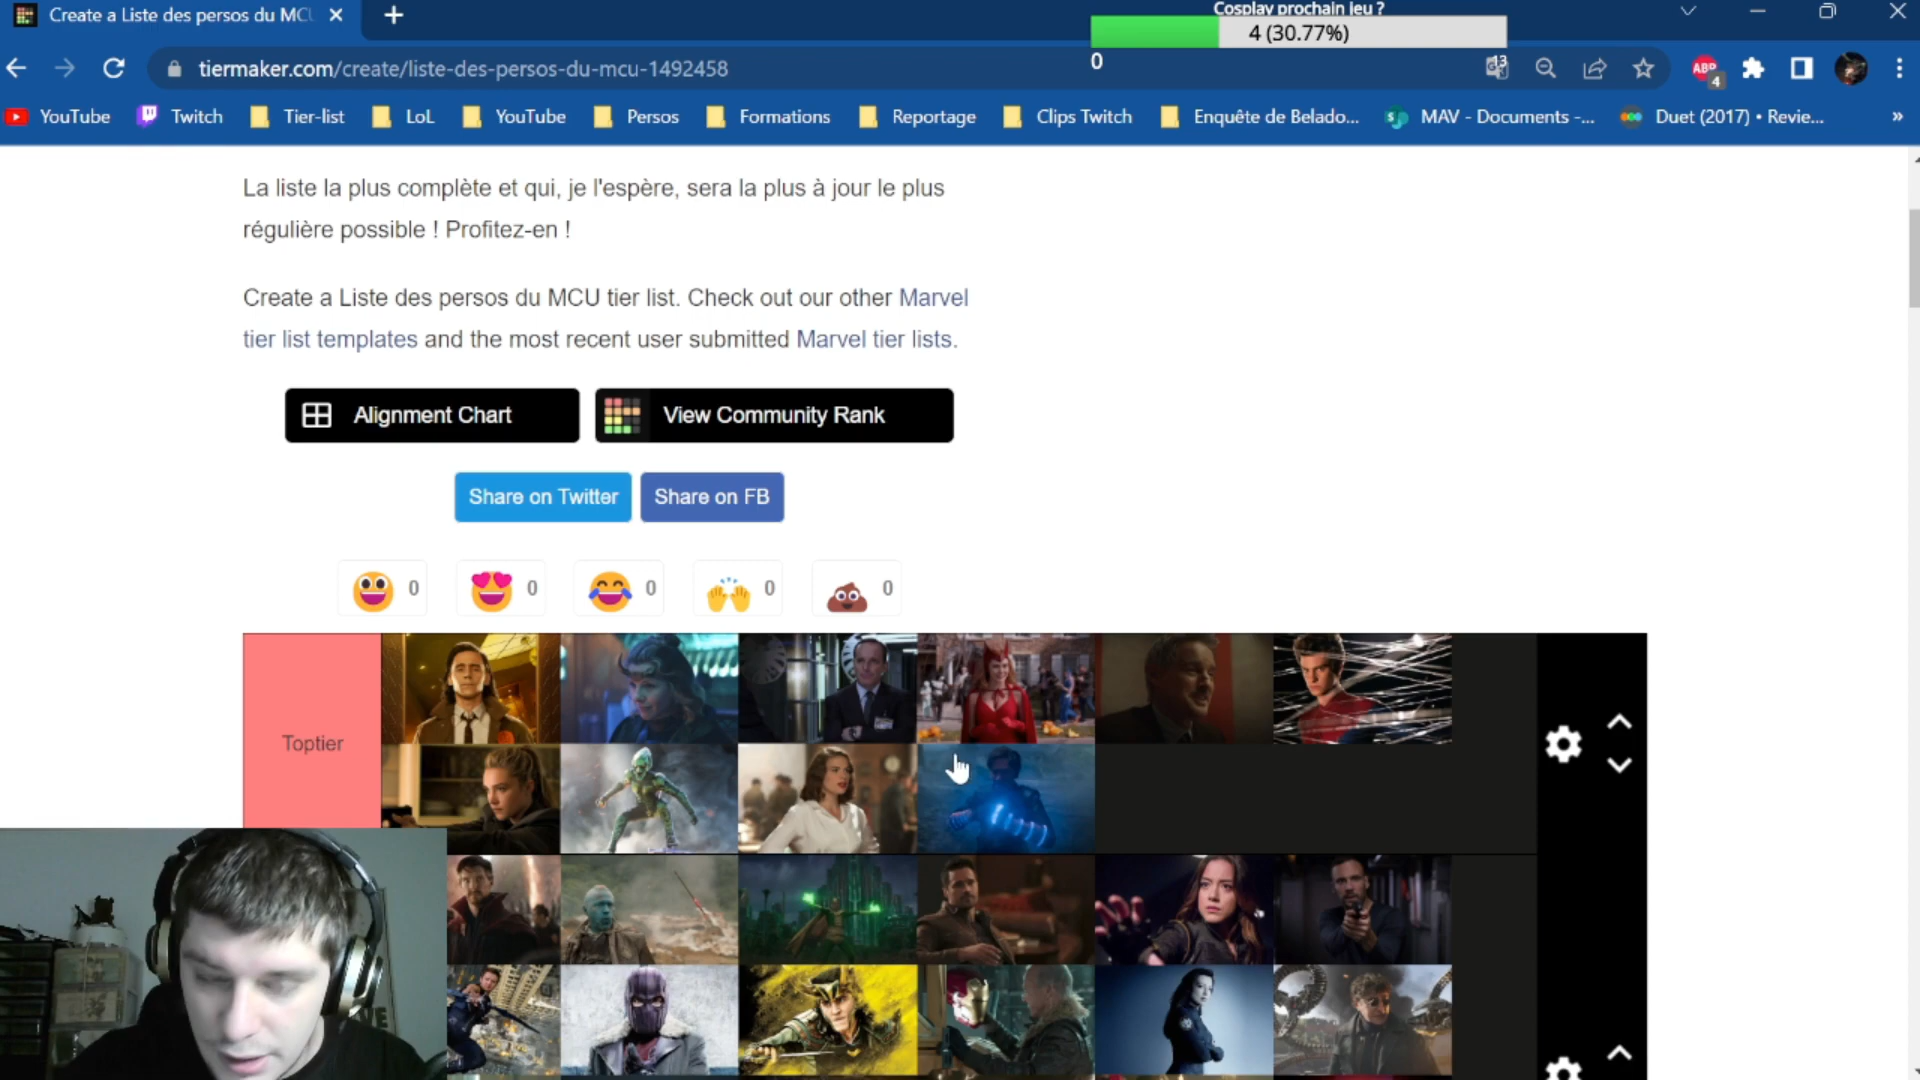 Create a Liste des persos du MCU
Cosplay prochain jeu ?
4 (30.77%)
0
tiermaker.com/create/liste-des-persos-du-mcu-1492458
13
ABP
4
YouTube
Twitch
Tier-list
LoL
YouTube
Persos
Formations
Reportage
Clips Twitch
Enquête de Belado...
MAV - Documents -...
Duet (2017) • Revie...
»
La liste la plus complète et qui, je l'espère, sera la plus à jour le plus
régulière possible ! Profitez-en !
Create a Liste des persos du MCU tier list. Check out our other Marvel
tier list templates and the most recent user submitted Marvel tier lists.
Alignment Chart
View Community Rank
Share on Twitter
Share on FB
0
0
0
0
0
Toptier